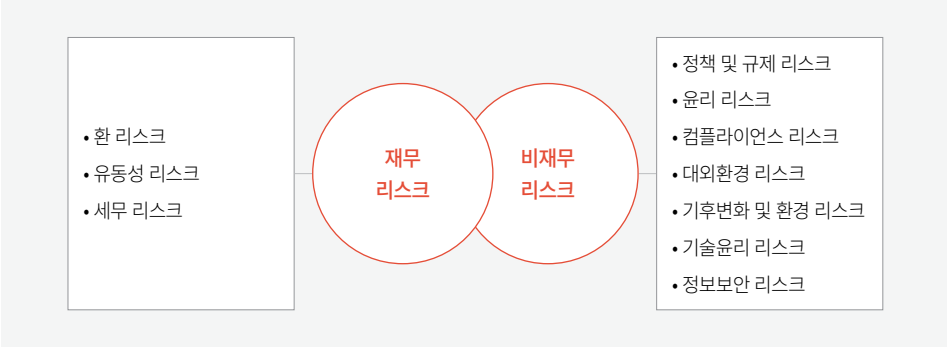 • 환 리스크
• 유동성 리스크
• 세무 리스크
재무
리스크
비재무
리스크
• 정책 및 규제 리스크
• 윤리 리스크
• 컴플라이언스 리스크
• 대외환경 리스크
• 기후변화 및 환경 리스크
• 기술윤리 리스크
• 정보보안 리스크